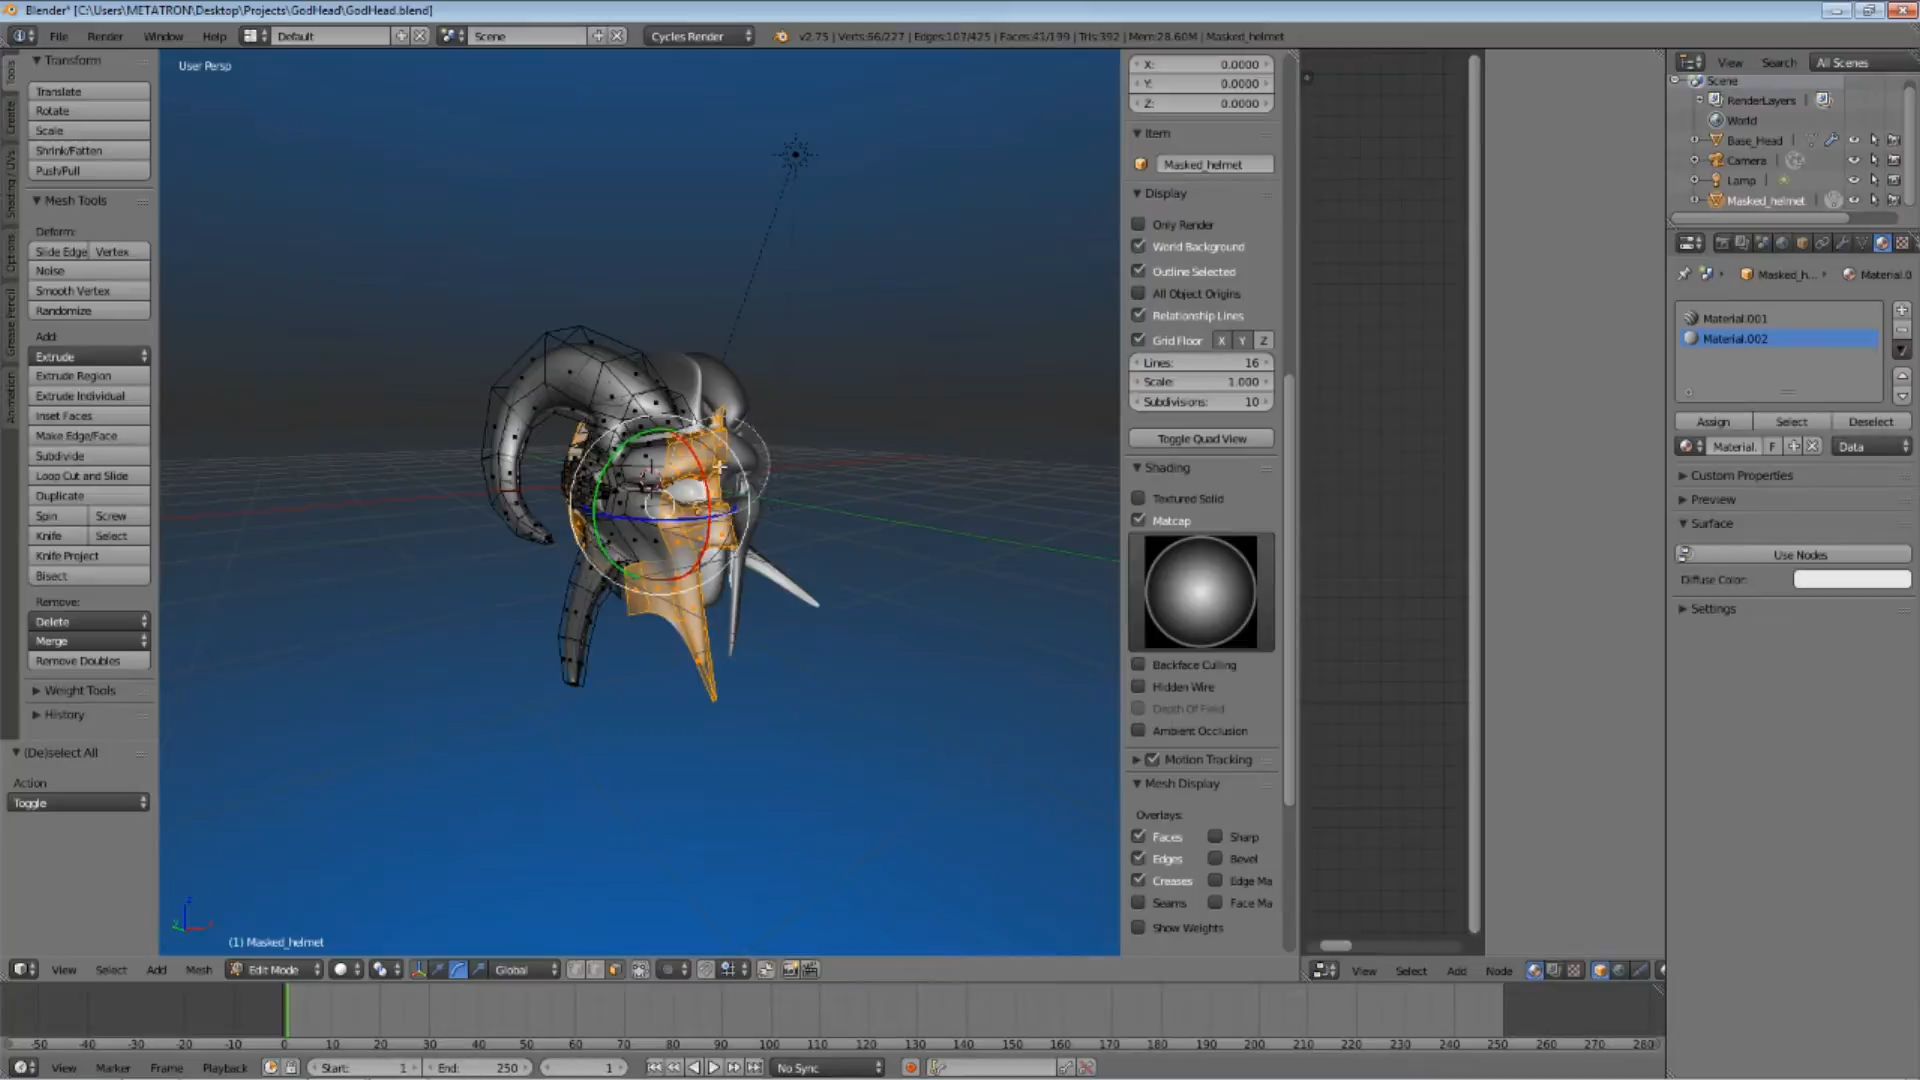 Blender* [C:\Users\METATRON\Desktop\Projects\GodHead\GodHead.blend]
File Render Window Help Default Scene Cycles Render v2.75 | Verts:66/227 | Edges:107/425 | Faces:41/199 | Tris:392 | Mem:28.60M | Masked_helmet
Tools
Create
Shading / UVs
Options
Grease Pencil
Animation
Transform
Translate
Rotate
Scale
Shrink/Fatten
Push/Pull
Mesh Tools
Deform:
Slide Edge Vertex
Noise
Smooth Vertex
Randomize
Add:
Extrude
Extrude Region
Extrude Individual
Inset Faces
Make Edge/Face
Subdivide
Loop Cut and Slide
Duplicate
Spin Screw
Knife Select
Knife Project
Bisect
Remove:
Delete
Merge
Remove Doubles
Weight Tools
History
(De)select All
Action
Toggle
User Persp
(1) Masked_helmet
X: 0.0000
Y: 0.0000
Z: 0.0000
Item
Masked_helmet
Display
Only Render
World Background
Outline Selected
All Object Origins
Relationship Lines
Grid Floor X Y Z
Lines: 16
Scale: 1.000
Subdivisions: 10
Toggle Quad View
Shading
Textured Solid
Matcap
Backface Culling
Hidden Wire
Depth Of Field
Ambient Occlusion
Motion Tracking
Mesh Display
Overlays:
Faces Sharp
Edges Bevel
Creases Edge Ma
Seams Face Ma
Show Weights
View Search All Scenes
Scene
RenderLayers
World
Base_Head
Camera
Lamp
Masked_helmet
Masked_h... Material.0
Material.001
Material.002
Assign Select Deselect
Material. F Data
Custom Properties
Preview
Surface
Use Nodes
Diffuse Color:
Settings
View Select Add Mesh Edit Mode Global
View Select Add Node
-50 -40 -30 -20 -10 0 10 20 30 40 50 60 70 80 90 100 110 120 130 140 150 160 170 180 190 200 210 220 230 240 250 260 270 280
View Marker Frame Playback Start: 1 End: 250 1 No Sync